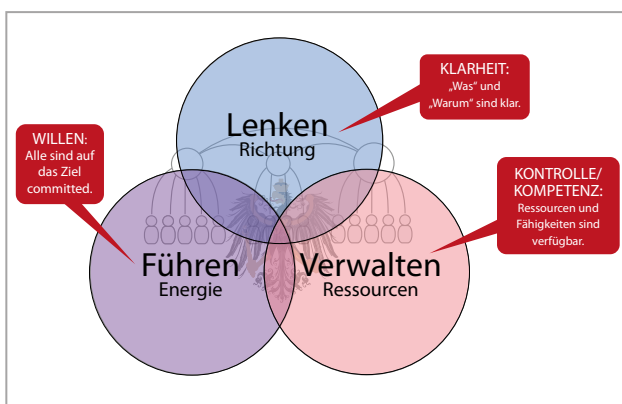 KLARHEIT:
„Was“ und
„Warum“ sind klar.
Lenken
Richtung
WILLEN:
Alle sind auf
das Ziel
committed.
KONTROLLE/
KOMPETENZ:
Ressourcen und
Fähigkeiten sind
verfügbar.
Führen
Energie
Verwalten
Ressourcen